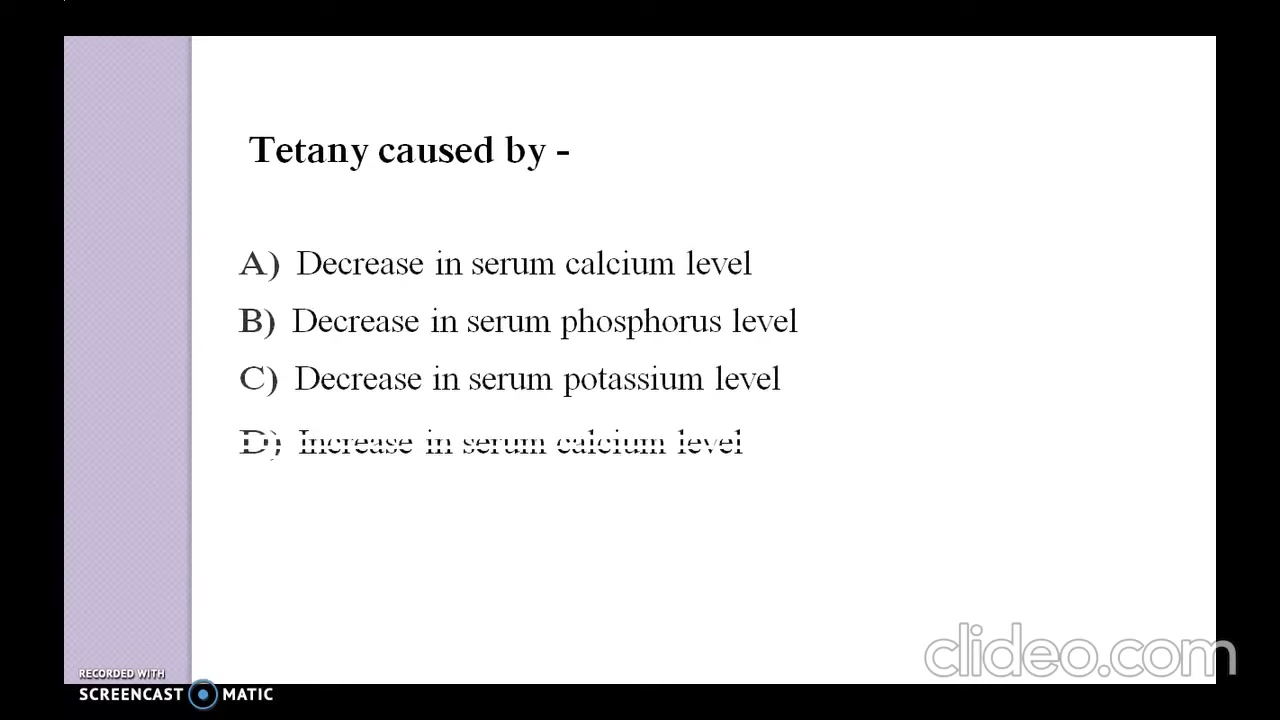 Tetany caused by -
A) Decrease in serum calcium level
B) Decrease in serum phosphorus level
C) Decrease in serum potassium level
D) Increase in serum calcium level
clideo.com
RECORDED WITH
SCREENCAST MATIC